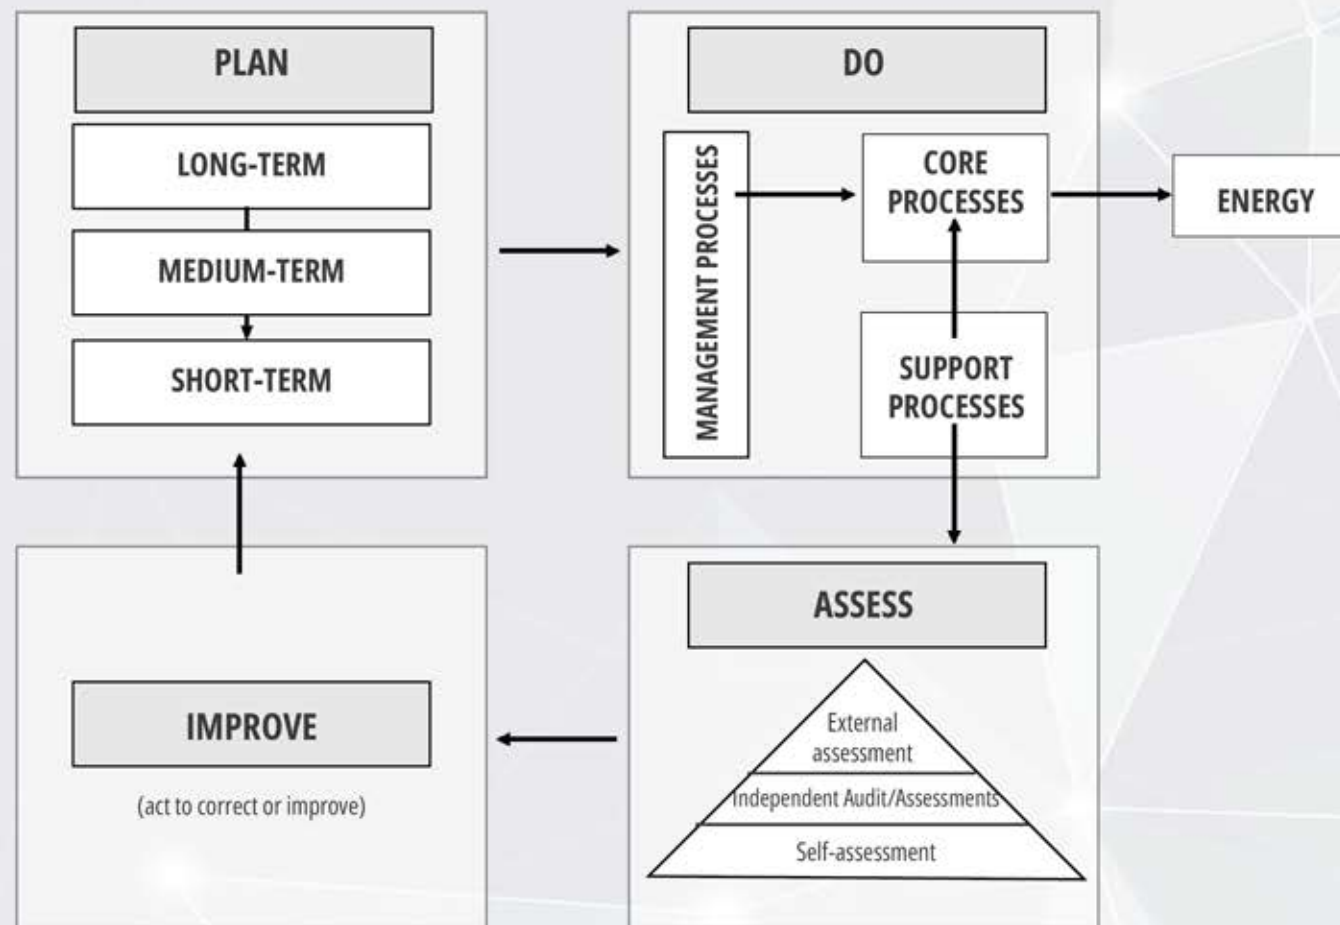 PLAN
LONG-TERM
MEDIUM-TERM
SHORT-TERM
DO
MANAGEMENT PROCESSES
CORE
PROCESSES
SUPPORT
PROCESSES
ENERGY
IMPROVE
(act to correct or improve)
ASSESS
External
assessment
Independent Audit/Assessments
Self-assessment